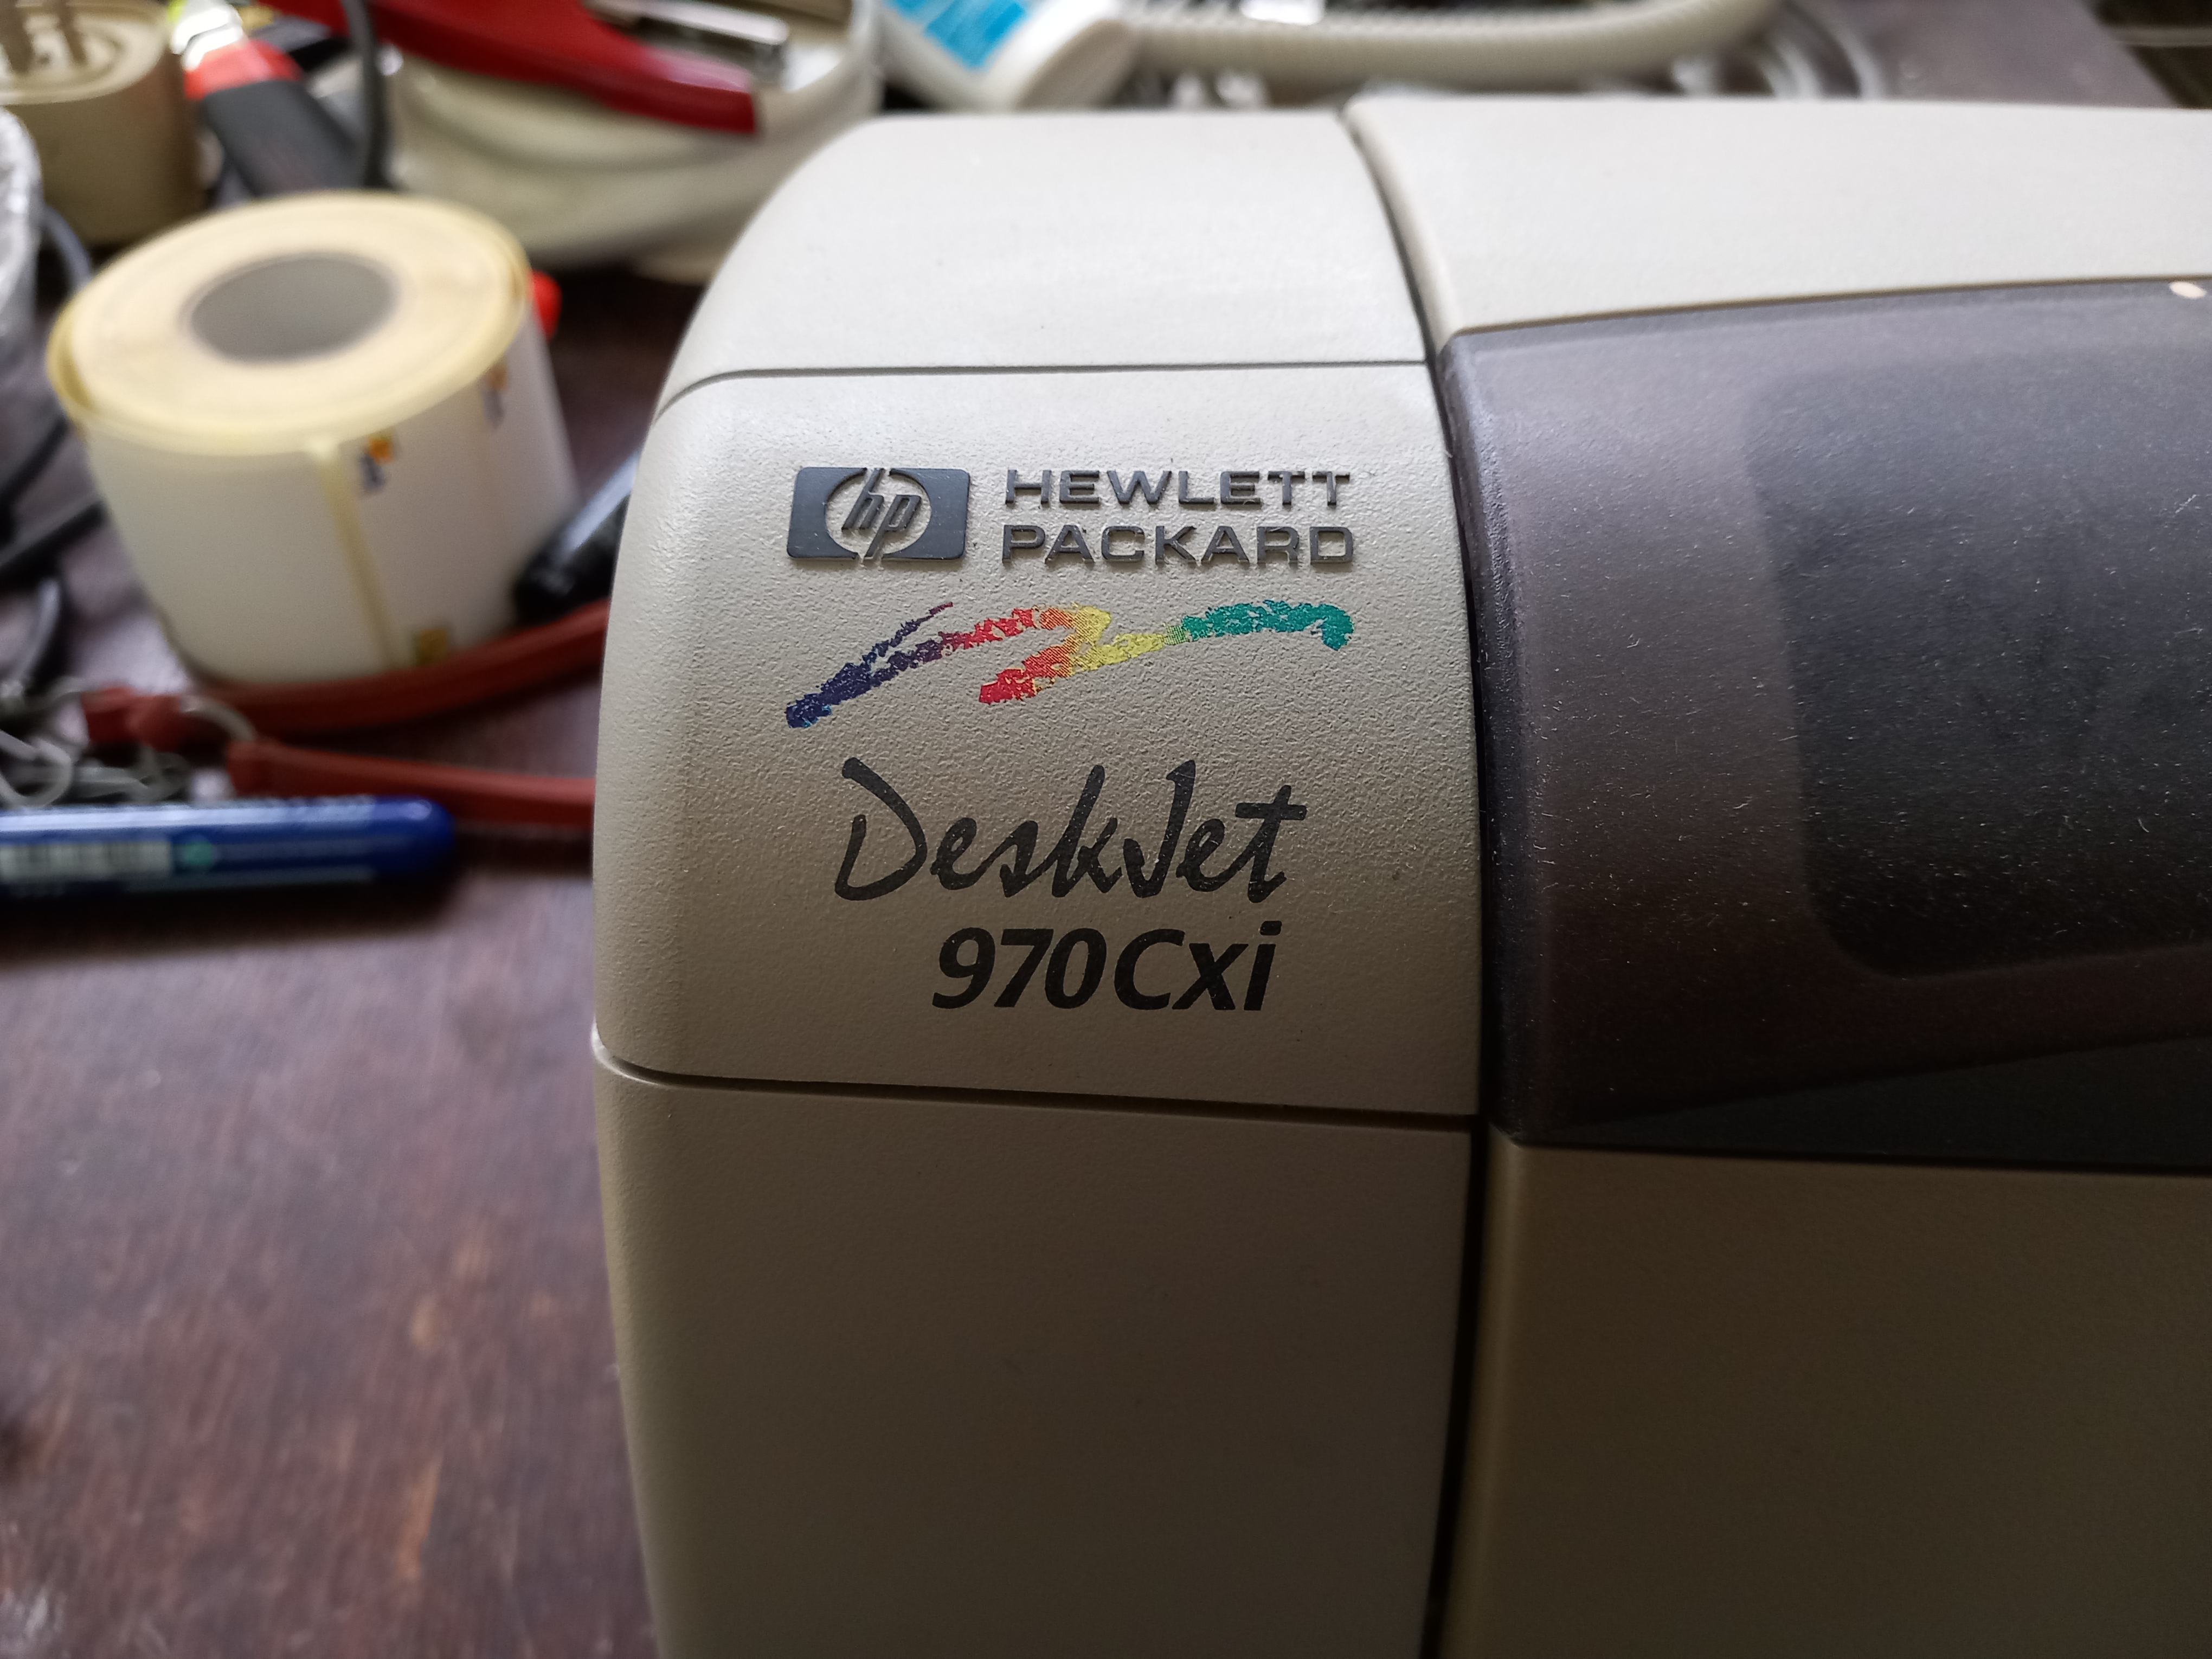 hp
HEWLETT
PACKARD
DeskJet
970Cxi